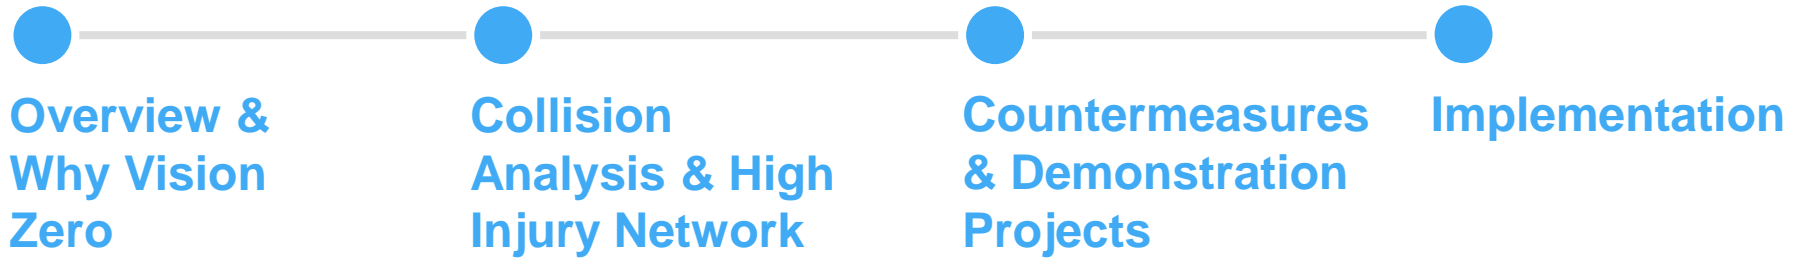 Overview &
Why Vision
Zero
Collision
Analysis & High
Injury Network
Countermeasures
& Demonstration
Projects
Implementation